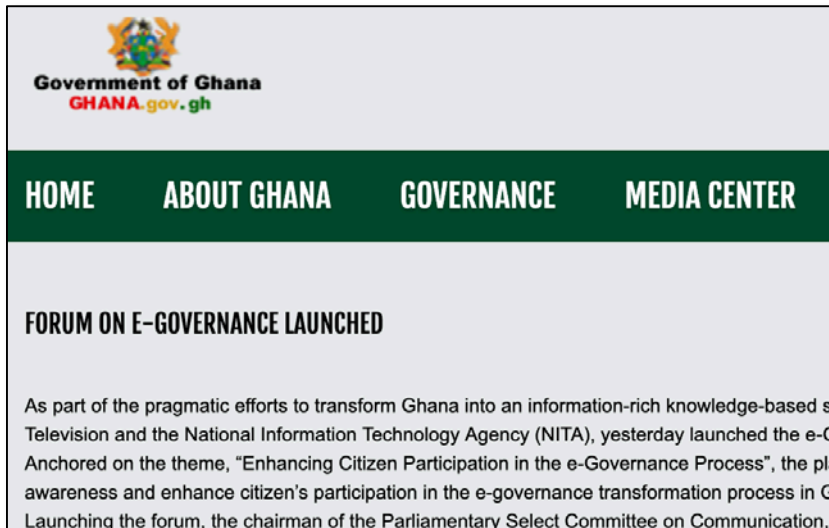 Government of Ghana
GHANA.gov.gh
HOME ABOUT GHANA GOVERNANCE MEDIA CENTER
FORUM ON E-GOVERNANCE LAUNCHED
As part of the pragmatic efforts to transform Ghana into an information-rich knowledge-based
Television and the National Information Technology Agency (NITA), yesterday launched the
Anchored on the theme, “Enhancing Citizen Participation in the e-Governance Process”, the
awareness and enhance citizen’s participation in the e-governance transformation process in
Launching the forum, the chairman of the Parliamentary Select Committee on Communication